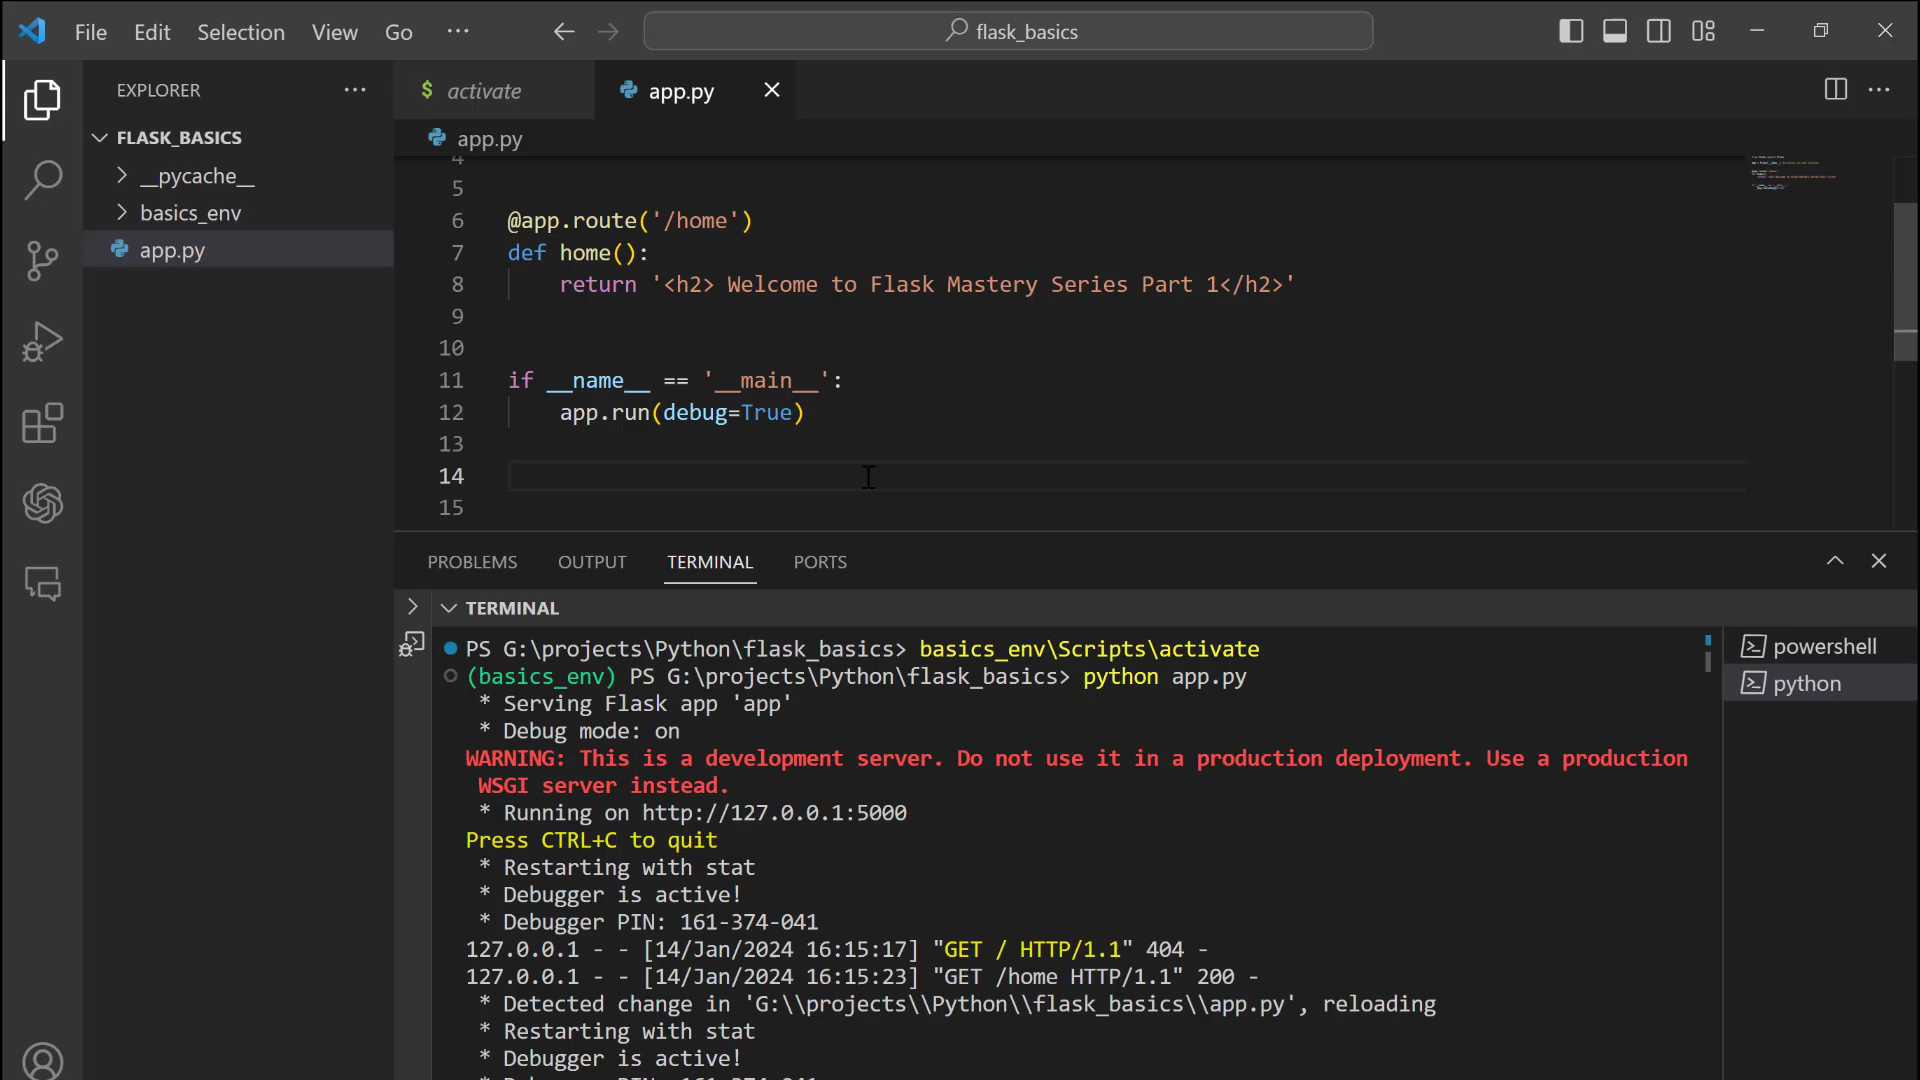 File Edit Selection View Go ··· flask_basics
EXPLORER ···
$ activate
app.py
FLASK_BASICS
__pycache__
basics_env
app.py
app.py
4
5
6 @app.route('/home')
7 def home():
8 return '<h2> Welcome to Flask Mastery Series Part 1</h2>'
9
10
11 if __name__ == '__main__':
12 app.run(debug=True)
13
14
15
PROBLEMS OUTPUT TERMINAL PORTS
TERMINAL
PS G:\projects\Python\flask_basics> basics_env\Scripts\activate
(basics_env) PS G:\projects\Python\flask_basics> python app.py
* Serving Flask app 'app'
* Debug mode: on
WARNING: This is a development server. Do not use it in a production deployment. Use a production
WSGI server instead.
* Running on http://127.0.0.1:5000
Press CTRL+C to quit
* Restarting with stat
* Debugger is active!
* Debugger PIN: 161-374-041
127.0.0.1 - - [14/Jan/2024 16:15:17] "GET / HTTP/1.1" 404 -
127.0.0.1 - - [14/Jan/2024 16:15:23] "GET /home HTTP/1.1" 200 -
* Detected change in 'G:\\projects\\Python\\flask_basics\\app.py', reloading
* Restarting with stat
* Debugger is active!
powershell
python